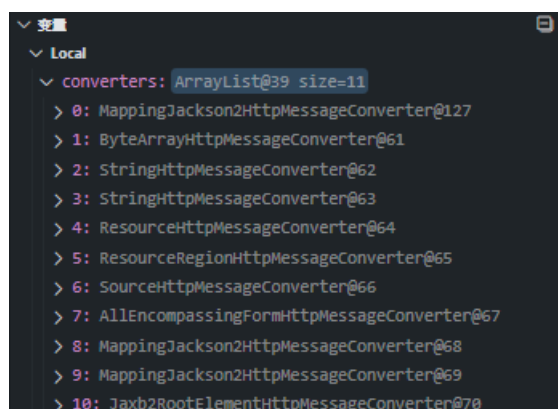 变量
Local
converters: ArrayList@39 size=11
0: MappingJackson2HttpMessageConverter@127
1: ByteArrayHttpMessageConverter@61
2: StringHttpMessageConverter@62
3: StringHttpMessageConverter@63
4: ResourceHttpMessageConverter@64
5: ResourceRegionHttpMessageConverter@65
6: SourceHttpMessageConverter@66
7: AllEncompassingFormHttpMessageConverter@67
8: MappingJackson2HttpMessageConverter@68
9: MappingJackson2HttpMessageConverter@69
10: Jaxb2RootElementHttpMessageConverter@70